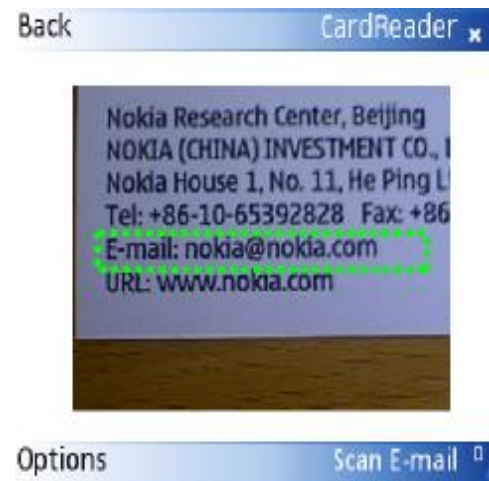 Back CardReader
Nokia Research Center, Beijing
NOKIA (CHINA) INVESTMENT CO.,
Nokia House 1, No. 11, He Ping
Tel: +86-10-65392828 Fax: +86
E-mail: nokia@nokia.com
URL: www.nokia.com
Options Scan E-mail